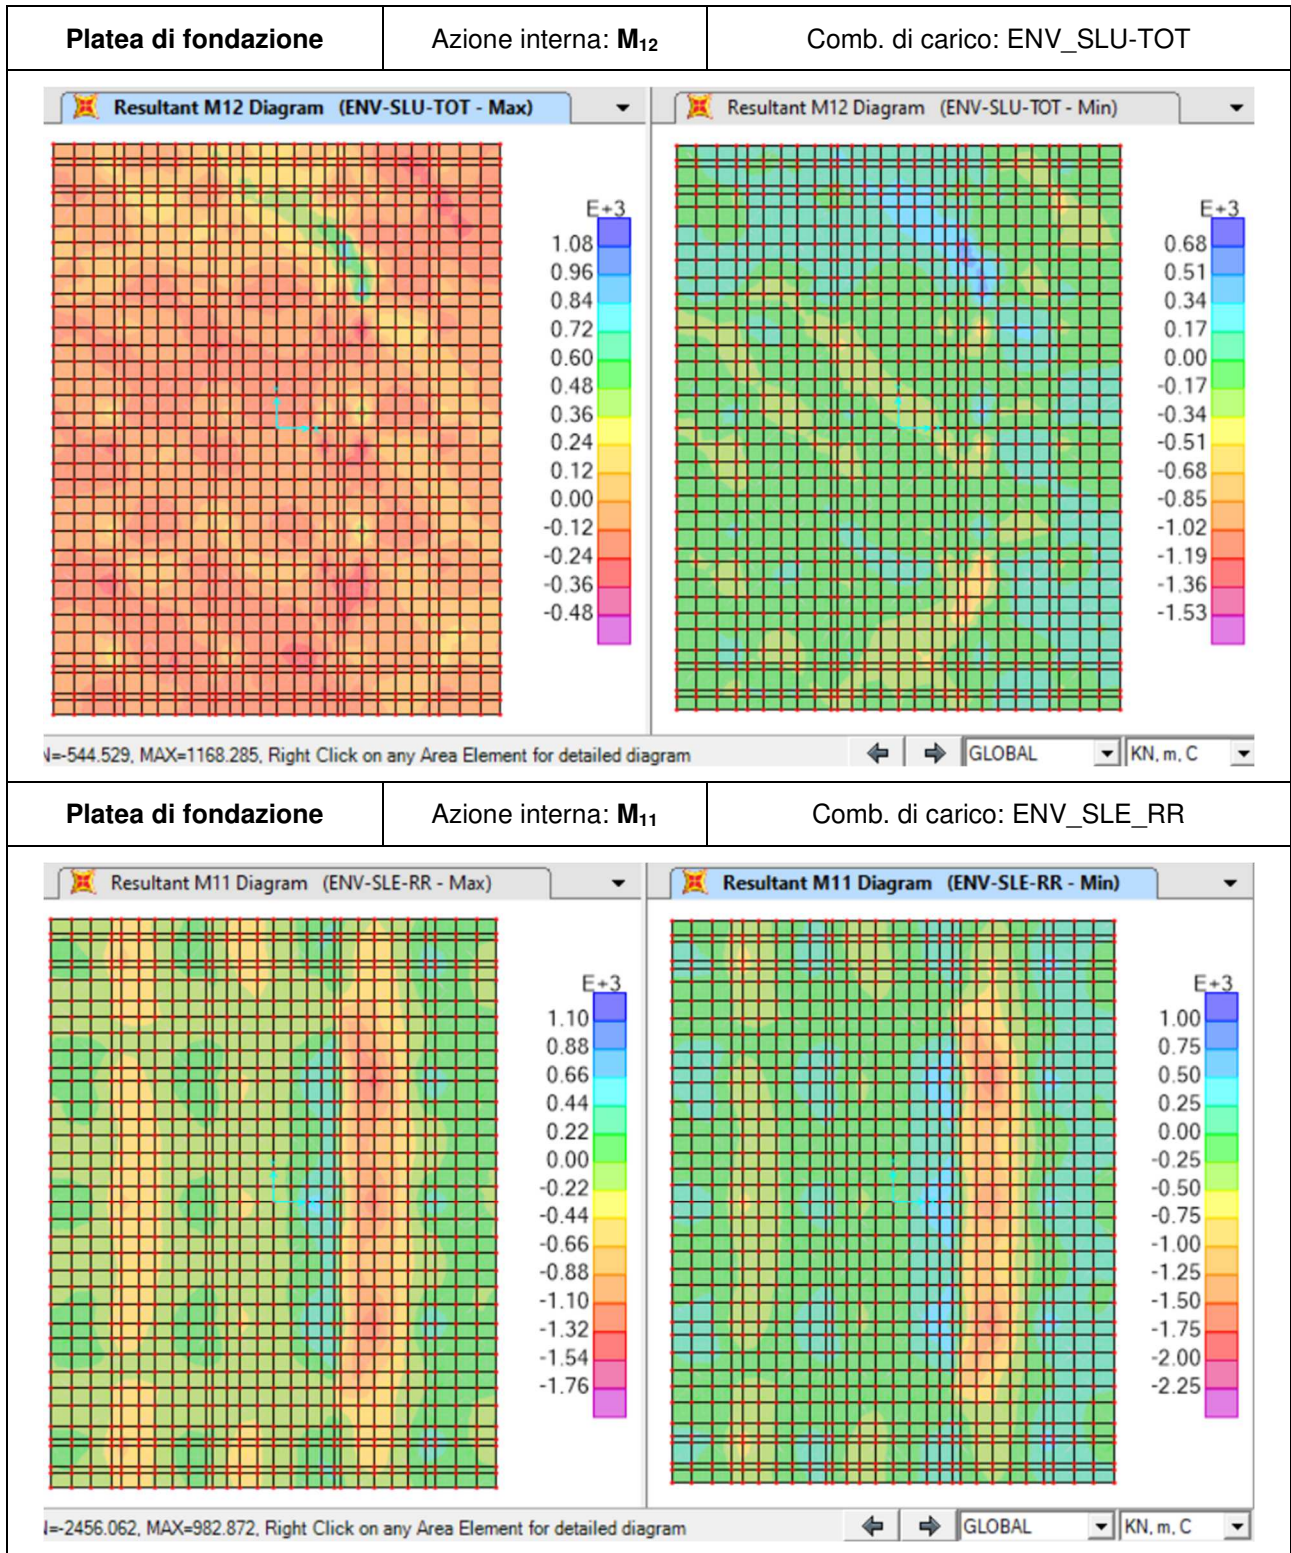 Platea di fondazione
Azione interna: M12
Comb. di carico: ENV_SLU-TOT
Resultant M12 Diagram (ENV-SLU-TOT - Max)
Resultant M12 Diagram (ENV-SLU-TOT - Min)
E+3
1.08
0.96
0.84
0.72
0.60
0.48
0.36
0.24
0.12
0.00
-0.12
-0.24
-0.36
-0.48
E+3
0.68
0.51
0.34
0.17
0.00
-0.17
-0.34
-0.51
-0.68
-0.85
-1.02
-1.19
-1.36
-1.53
N=-544.529, MAX=1168.285, Right Click on any Area Element for detailed diagram
GLOBAL
KN, m, C
Platea di fondazione
Azione interna: M11
Comb. di carico: ENV_SLE_RR
Resultant M11 Diagram (ENV-SLE-RR - Max)
Resultant M11 Diagram (ENV-SLE-RR - Min)
E+3
1.10
0.88
0.66
0.44
0.22
0.00
-0.22
-0.44
-0.66
-0.88
-1.10
-1.32
-1.54
-1.76
E+3
1.00
0.75
0.50
0.25
0.00
-0.25
-0.50
-0.75
-1.00
-1.25
-1.50
-1.75
-2.00
-2.25
=-2456.062, MAX=982.872, Right Click on any Area Element for detailed diagram
GLOBAL
KN, m, C